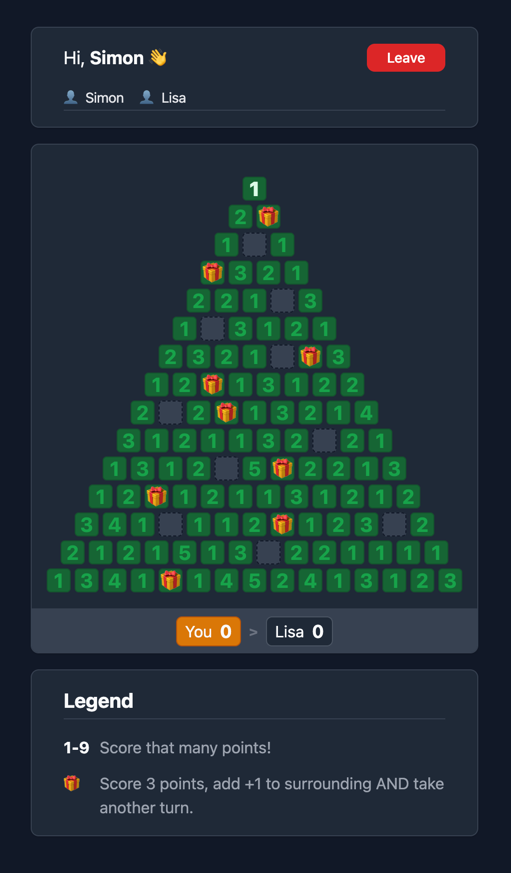 Hi, Simon 👋
Leave
👤 Simon 👤 Lisa
1
2 🎁
1 1
🎁 3 2 1
2 2 1 3
1 3 1 2 1
2 3 2 1 🎁 3
1 2 🎁 1 3 1 2 2
2 2 🎁 1 3 2 1 4
3 1 2 1 1 3 2 2 1
1 3 1 2 5 🎁 2 2 1 3
1 2 🎁 1 2 1 1 3 1 2 1 2
3 4 1 1 1 2 🎁 1 2 3 2
2 1 2 1 5 1 3 2 2 1 1 1 1
1 3 4 1 🎁 1 4 5 2 4 1 3 1 2 3
You 0 > Lisa 0
Legend
1-9 Score that many points!
🎁 Score 3 points, add +1 to surrounding AND take
another turn.